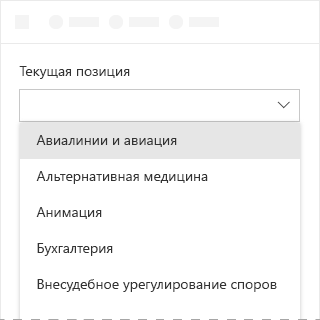 Текущая позиция
Авиалинии и авиация
Альтернативная медицина
Анимация
Бухгалтерия
Внесудебное урегулирование споров